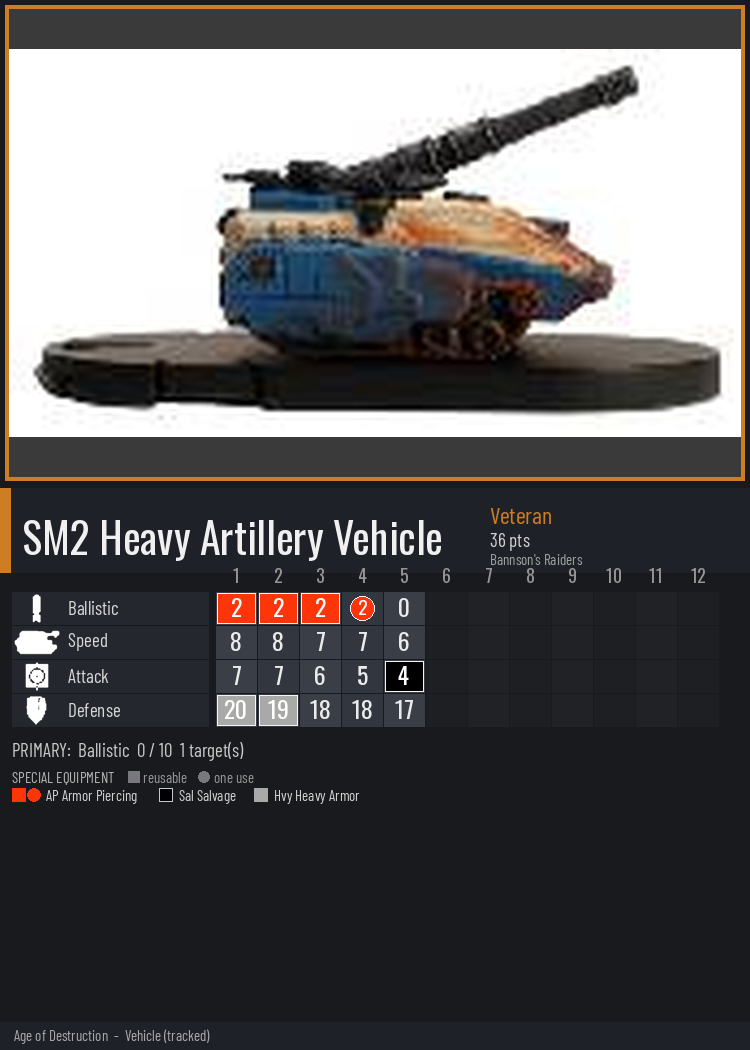 SM2 Heavy Artillery Vehicle
Veteran
36 pts
Bannson's Raiders
1 2 3 4 5 6 7 8 9 10 11 12
Ballistic 2 2 2 2 0
Speed 8 8 7 7 6
Attack 7 7 6 5 4
Defense 20 19 18 18 17
PRIMARY: Ballistic 0 / 10 1 target(s)
SPECIAL EQUIPMENT reusable one use
AP Armor Piercing Sal Salvage Hvy Heavy Armor
Age of Destruction - Vehicle (tracked)